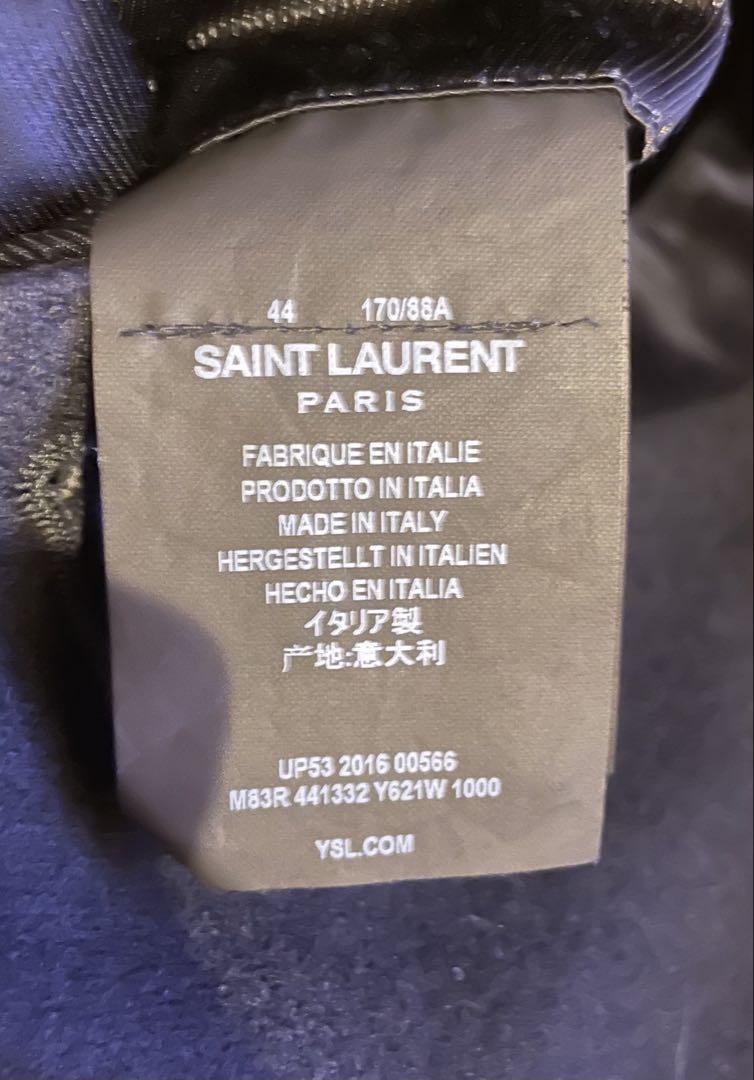 44 170/88A
SAINT LAURENT
PARIS
FABRIQUE EN ITALIE
PRODOTTO IN ITALIA
MADE IN ITALY
HERGESTELLT IN ITALIEN
HECHO EN ITALIA
イタリア製
产地:意大利
UP53 2016 00566
M83R 441332 Y621W 1000
YSL.COM